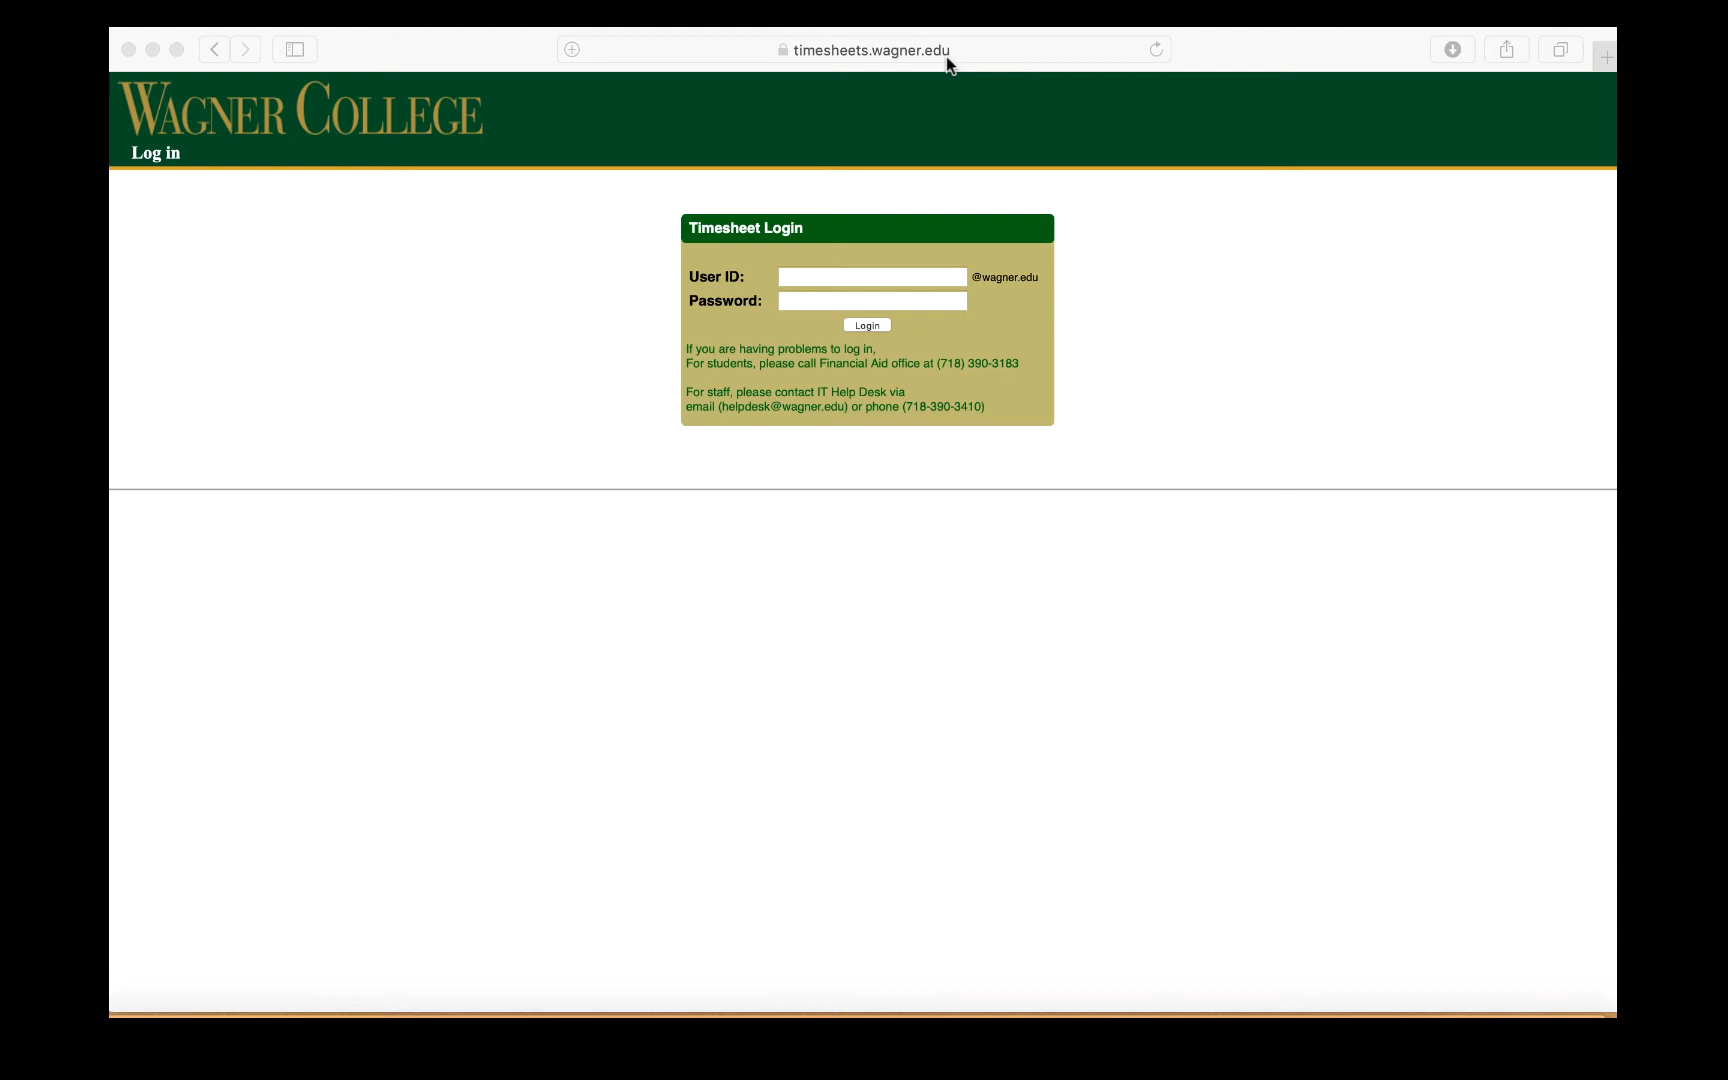 timesheets.wagner.edu
WAGNER COLLEGE
Log in
Timesheet Login
User ID:
@wagner.edu
Password:
Login
If you are having problems to log in,
For students, please call Financial Aid office at (718) 390-3183
For staff, please contact IT Help Desk via
email (helpdesk@wagner.edu) or phone (718-390-3410)